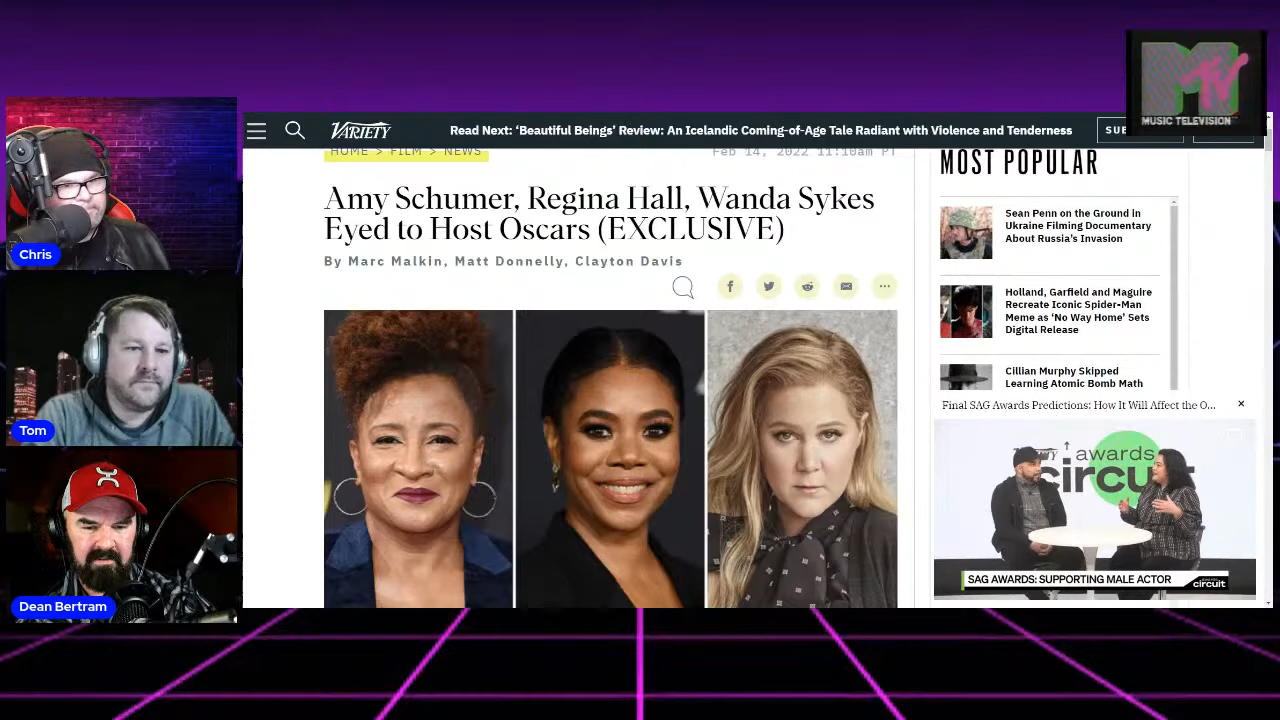 MTV
MUSIC TELEVISION
VARIETY
Read Next: ‘Beautiful Beings’ Review: An Icelandic Coming-of-Age Tale Radiant with Violence and Tenderness
SU
HOME > FILM > NEWS
Feb 14, 2022 11:10am PT
Amy Schumer, Regina Hall, Wanda Sykes
Eyed to Host Oscars (EXCLUSIVE)
By Marc Malkin, Matt Donnelly, Clayton Davis
MOST POPULAR
Sean Penn on the Ground in
Ukraine Filming Documentary
About Russia’s Invasion
Holland, Garfield and Maguire
Recreate Iconic Spider-Man
Meme as ‘No Way Home’ Sets
Digital Release
Cillian Murphy Skipped
Learning Atomic Bomb Math
Final SAG Awards Predictions: How It Will Affect the O...
awards
circuit
SAG AWARDS: SUPPORTING MALE ACTOR
circuit
Chris
Tom
Dean Bertram